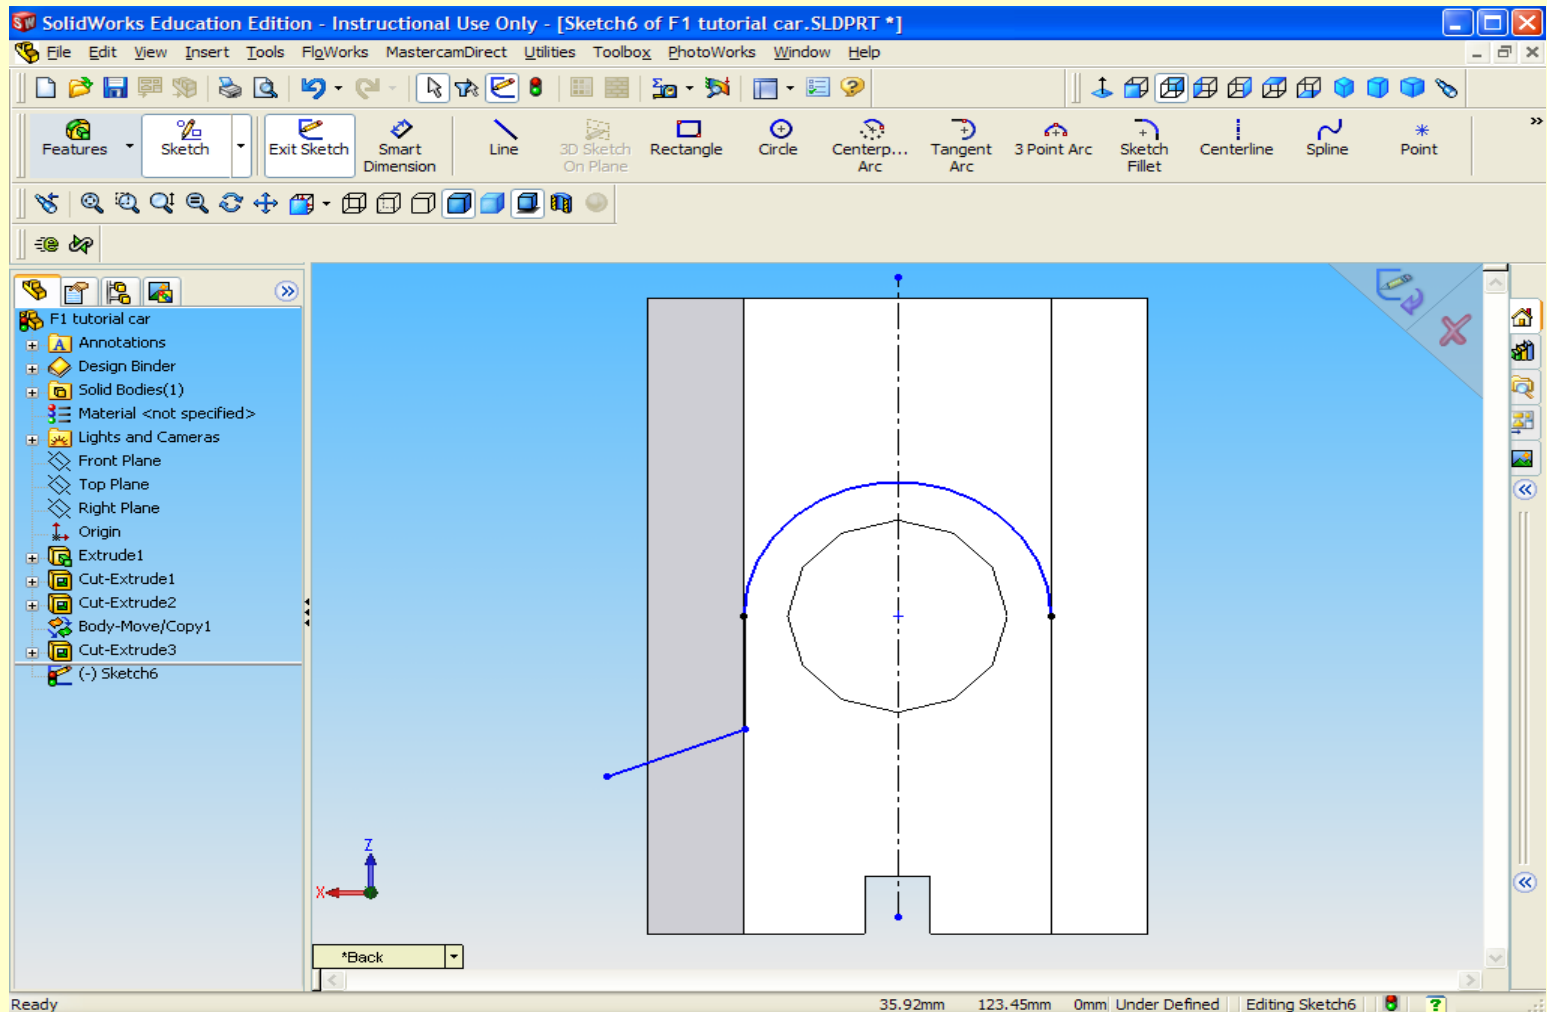 SolidWorks Education Edition - Instructional Use Only - [Sketch6 of F1 tutorial car.SLDPRT *]
File Edit View Insert Tools FloWorks MastercamDirect Utilities Toolbox PhotoWorks Window Help
Features Sketch Exit Sketch Smart Dimension Line 3D Sketch On Plane Rectangle Circle Centerp... Arc Tangent Arc 3 Point Arc Sketch Fillet Centerline Spline Point
F1 tutorial car
Annotations
Design Binder
Solid Bodies(1)
Material <not specified>
Lights and Cameras
Front Plane
Top Plane
Right Plane
Origin
Extrude1
Cut-Extrude1
Cut-Extrude2
Body-Move/Copy1
Cut-Extrude3
(-) Sketch6
Z
X
*Back
Ready 35.92mm 123.45mm 0mm Under Defined Editing Sketch6